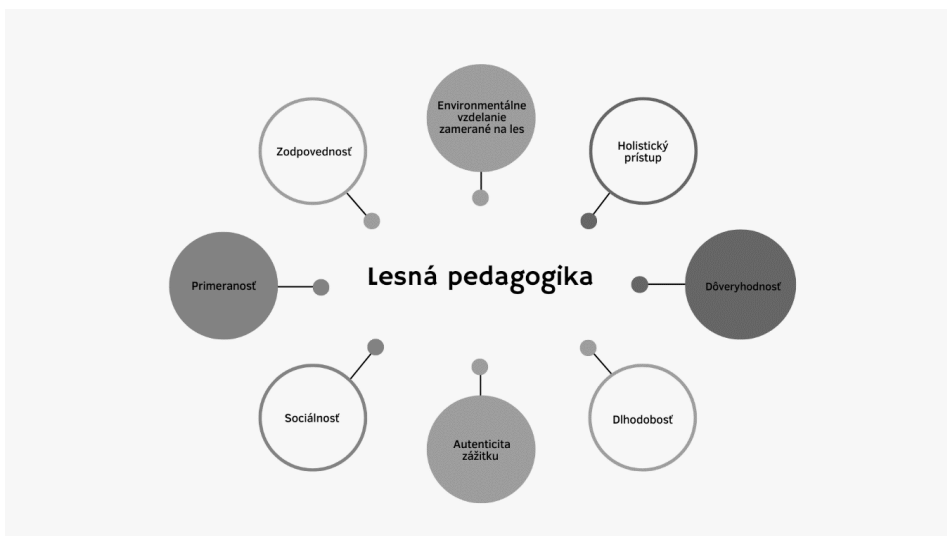 Environmentálne
vzdelanie
zamerané na les
Zodpovednosť
Holistický
prístup
Lesná pedagogika
Primeranosť
Dôveryhodnosť
Sociálnosť
Autenticita
zážitku
Dlhodobosť